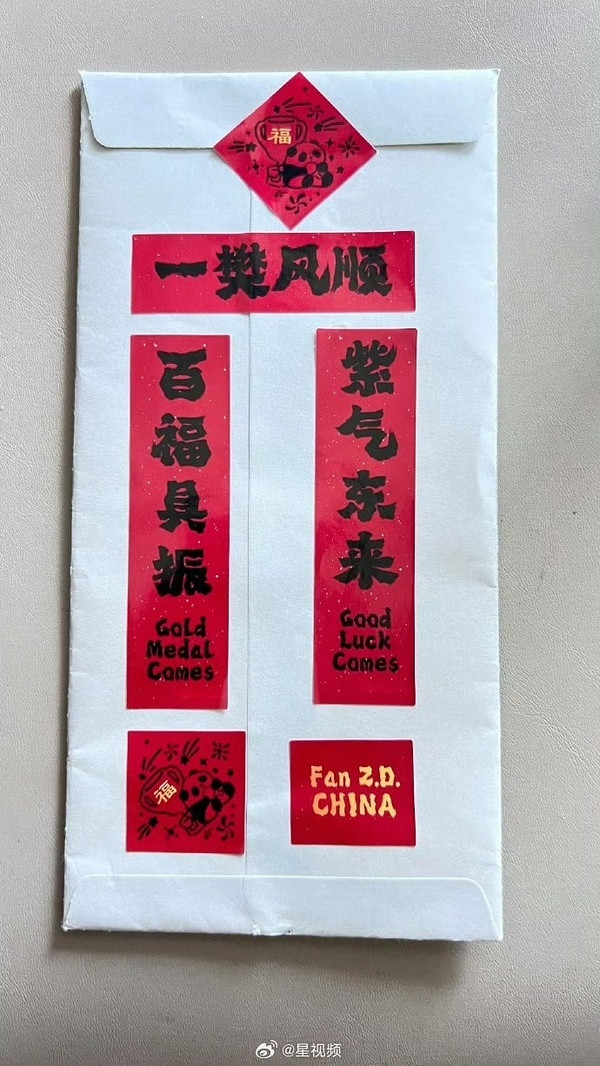 福
一樊风顺
紫气东来
Good
Luck
Comes
百福具振
Gold
Medal
Comes
福
Fan Z.D.
CHINA
@星视频